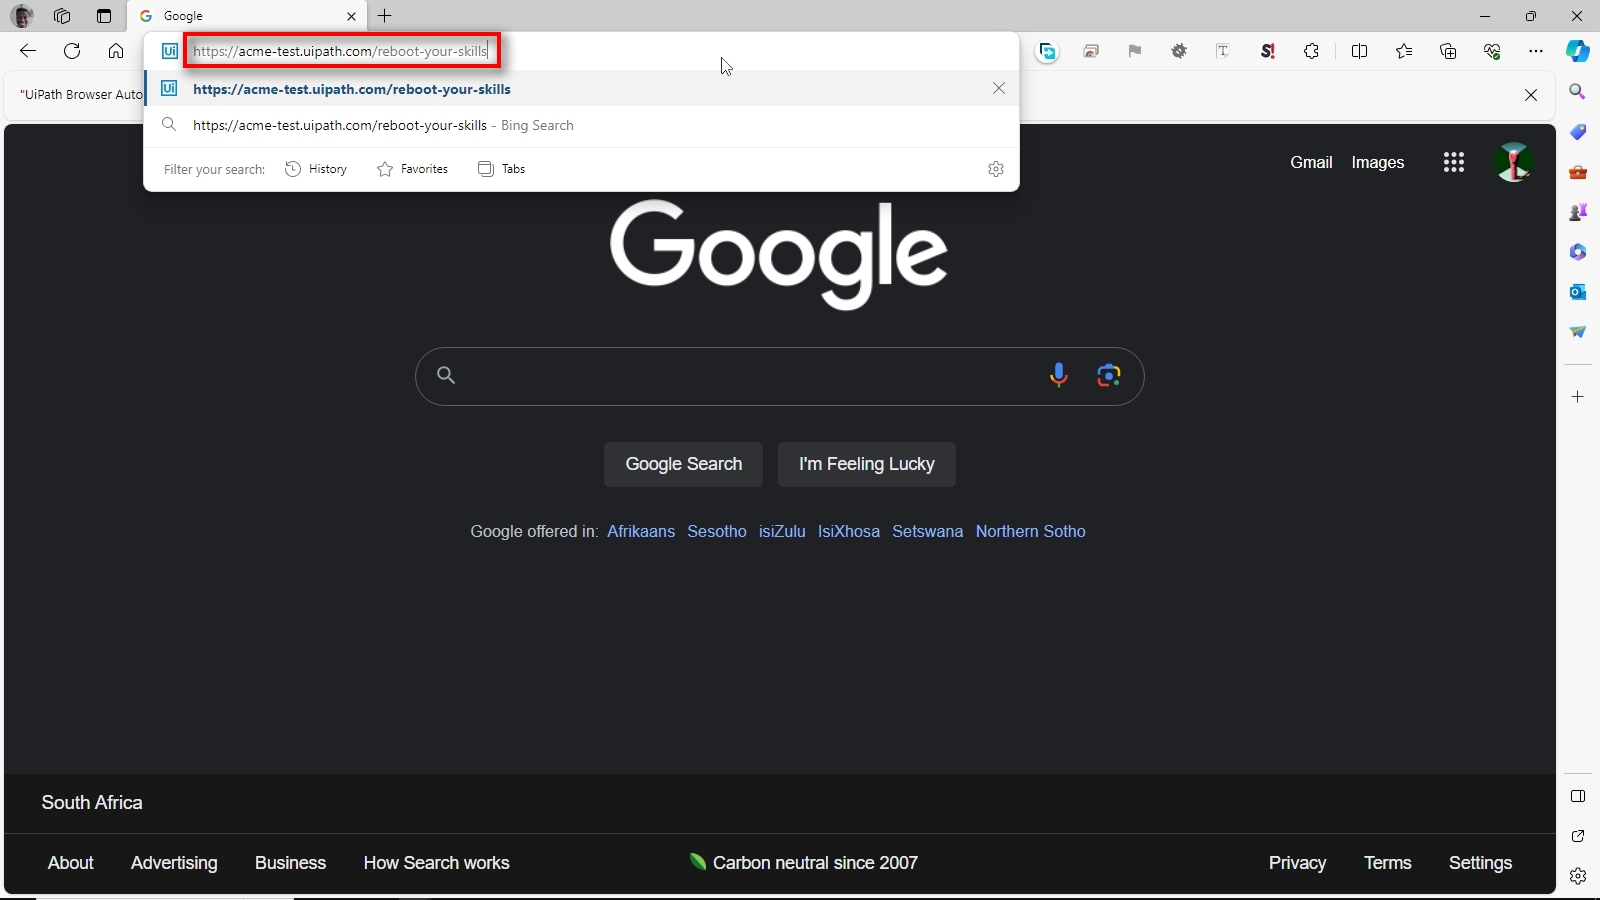 Google
Ui https://acme-test.uipath.com/reboot-your-skills
T S!
"UiPath Browser Auto
Ui https://acme-test.uipath.com/reboot-your-skills
https://acme-test.uipath.com/reboot-your-skills - Bing Search
Filter your search: History Favorites Tabs
Gmail Images
Google
Google Search I'm Feeling Lucky
Google offered in: Afrikaans Sesotho isiZulu IsiXhosa Setswana Northern Sotho
South Africa
About Advertising Business How Search works Carbon neutral since 2007 Privacy Terms Settings